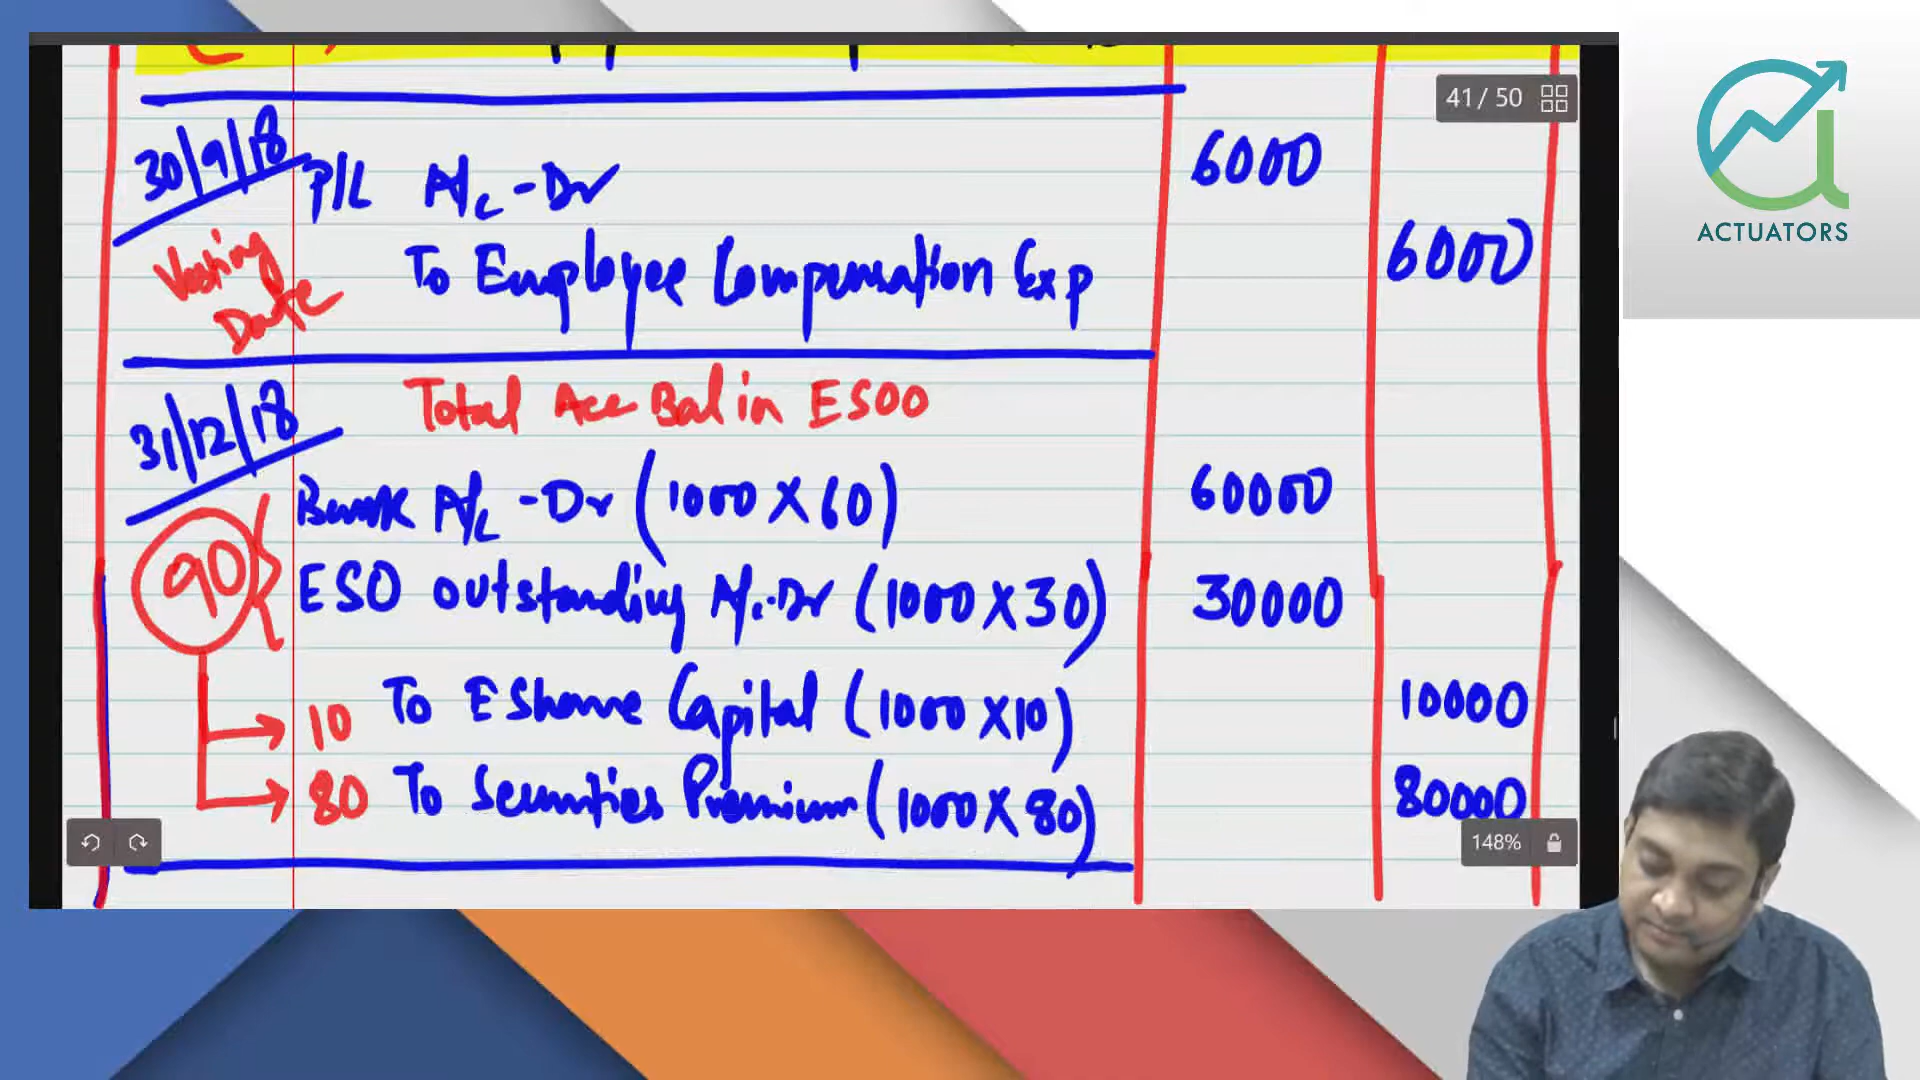 41 / 50
ACTUATORS
30/9/18 P/L A/c -Dr 6000
To Employee Compensation Exp 6000
Vesting
Date
31/12/18 Total Acc Bal in ESOO
Bank A/c -Dr (1000 X 60) 60000
90 ESO outstanding A/c.Dr (1000 X 30) 30000
10 To E Share Capital (1000 X 10) 10000
80 To Securities Premium (1000 X 80) 80000
148%